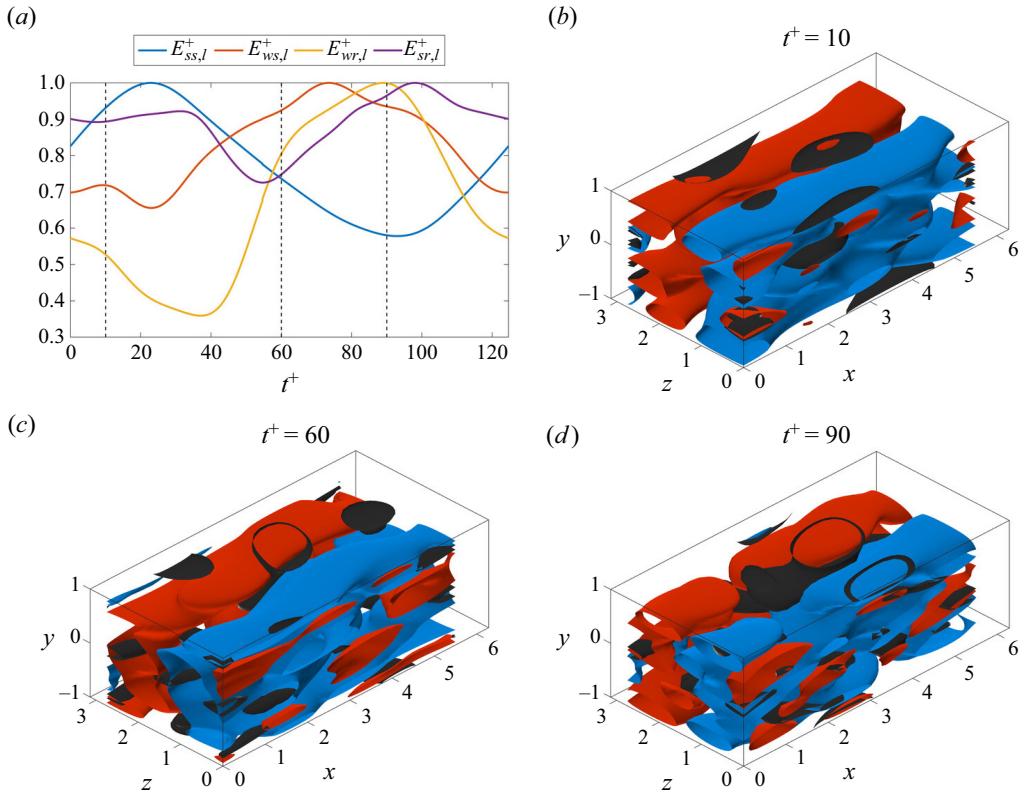 (a)
E⁺ss,l E⁺ws,l E⁺wr,l E⁺sr,l
1.0
0.9
0.8
0.7
0.6
0.5
0.4
0.3
0 20 40 60 80 100 120
t⁺
(b)
t⁺ = 10
1
y 0
−1
3
2
1
0
z
0 1 2 3 4 5 6
x
(c)
t⁺ = 60
1
y 0
−1
3
2
1
0
z
0 1 2 3 4 5 6
x
(d)
t⁺ = 90
1
y 0
−1
3
2
1
0
z
0 1 2 3 4 5 6
x